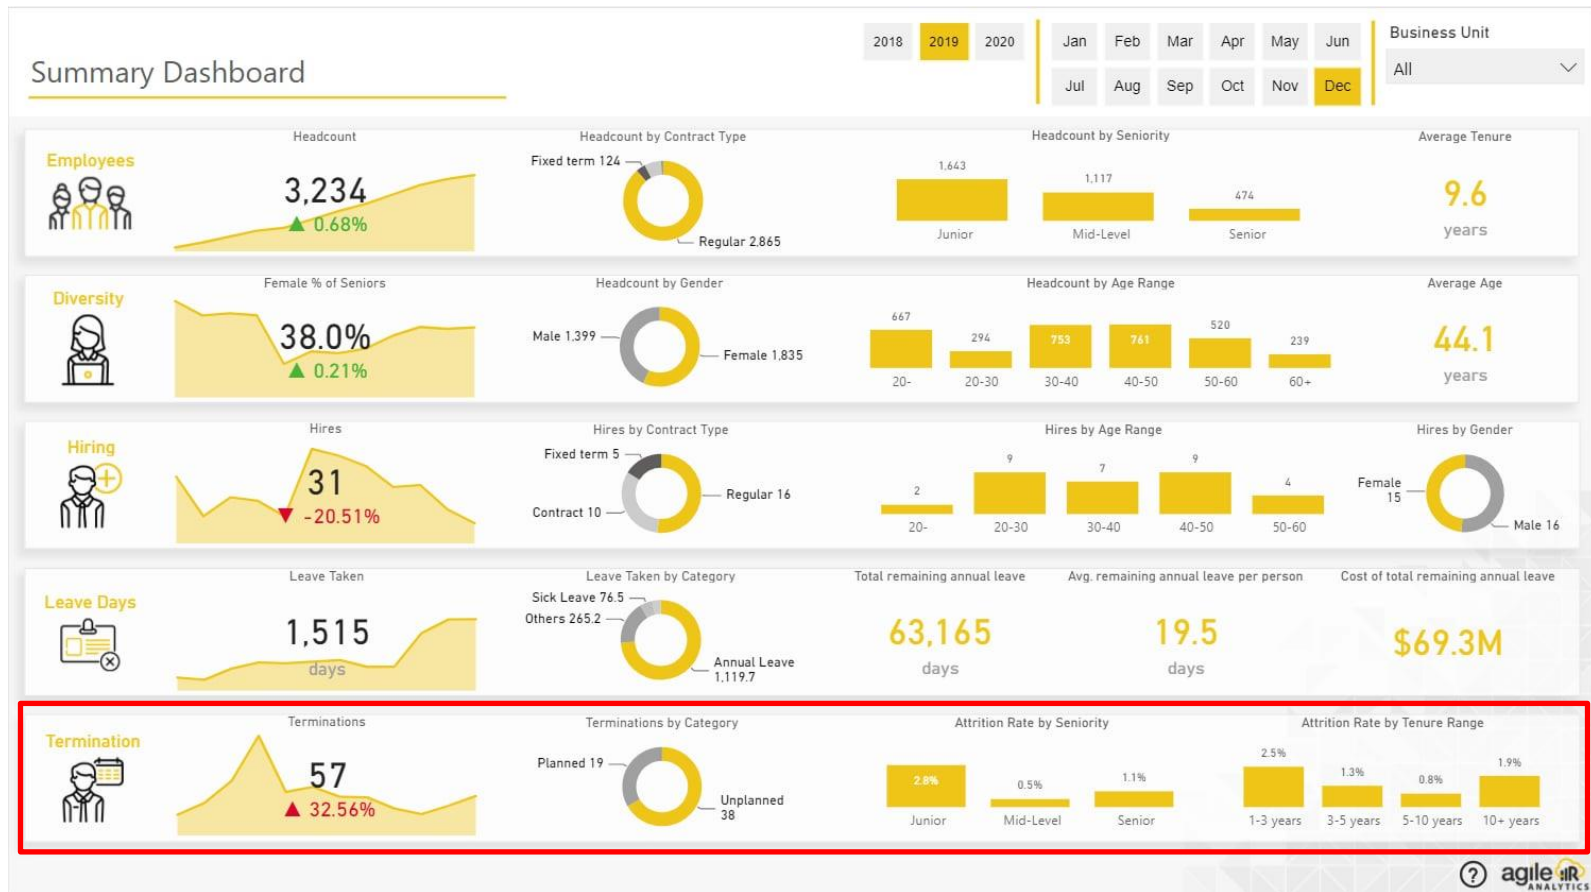 Summary Dashboard
2018 2019 2020
Jan Feb Mar Apr May Jun
Jul Aug Sep Oct Nov Dec
Business Unit
All
Employees
Headcount
3,234
▲ 0.68%
Headcount by Contract Type
Fixed term 124
Regular 2,865
Headcount by Seniority
1,643 1,117 474
Junior Mid-Level Senior
Average Tenure
9.6
years
Diversity
Female % of Seniors
38.0%
▲ 0.21%
Headcount by Gender
Male 1,399
Female 1,835
Headcount by Age Range
667 294 753 761 520 239
20- 20-30 30-40 40-50 50-60 60+
Average Age
44.1
years
Hiring
Hires
31
▼ -20.51%
Hires by Contract Type
Fixed term 5
Regular 16
Contract 10
Hires by Age Range
2 9 7 9 4
20- 20-30 30-40 40-50 50-60
Hires by Gender
Female
15
Male 16
Leave Days
Leave Taken
1,515
days
Leave Taken by Category
Sick Leave 76.5
Others 265.2
Annual Leave
1,119.7
Total remaining annual leave
63,165
days
Avg. remaining annual leave per person
19.5
days
Cost of total remaining annual leave
$69.3M
Termination
Terminations
57
▲ 32.56%
Terminations by Category
Planned 19
Unplanned
38
Attrition Rate by Seniority
2.8% 0.5% 1.1%
Junior Mid-Level Senior
Attrition Rate by Tenure Range
2.5% 1.3% 0.8% 1.9%
1-3 years 3-5 years 5-10 years 10+ years
?
agile HR
ANALYTICS